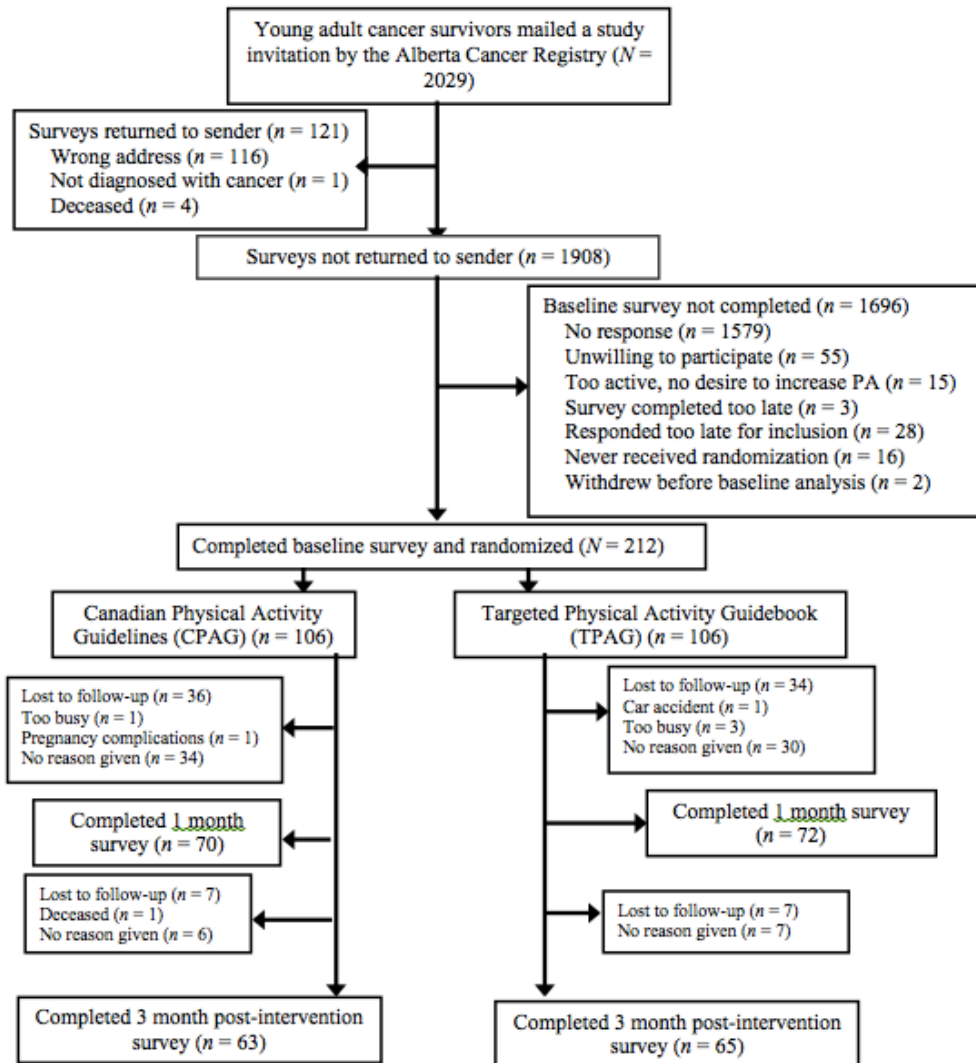 Young adult cancer survivors mailed a study
invitation by the Alberta Cancer Registry (N =
2029)
Surveys returned to sender (n = 121)
Wrong address (n = 116)
Not diagnosed with cancer (n = 1)
Deceased (n = 4)
Surveys not returned to sender (n = 1908)
Baseline survey not completed (n = 1696)
No response (n = 1579)
Unwilling to participate (n = 55)
Too active, no desire to increase PA (n = 15)
Survey completed too late (n = 3)
Responded too late for inclusion (n = 28)
Never received randomization (n = 16)
Withdrew before baseline analysis (n = 2)
Completed baseline survey and randomized (N = 212)
Canadian Physical Activity
Guidelines (CPAG) (n = 106)
Targeted Physical Activity Guidebook
(TPAG) (n = 106)
Lost to follow-up (n = 36)
Too busy (n = 1)
Pregnancy complications (n = 1)
No reason given (n = 34)
Lost to follow-up (n = 34)
Car accident (n = 1)
Too busy (n = 3)
No reason given (n = 30)
Completed 1 month
survey (n = 70)
Completed 1 month survey
(n = 72)
Lost to follow-up (n = 7)
Deceased (n = 1)
No reason given (n = 6)
Lost to follow-up (n = 7)
No reason given (n = 7)
Completed 3 month post-intervention
survey (n = 63)
Completed 3 month post-intervention
survey (n = 65)